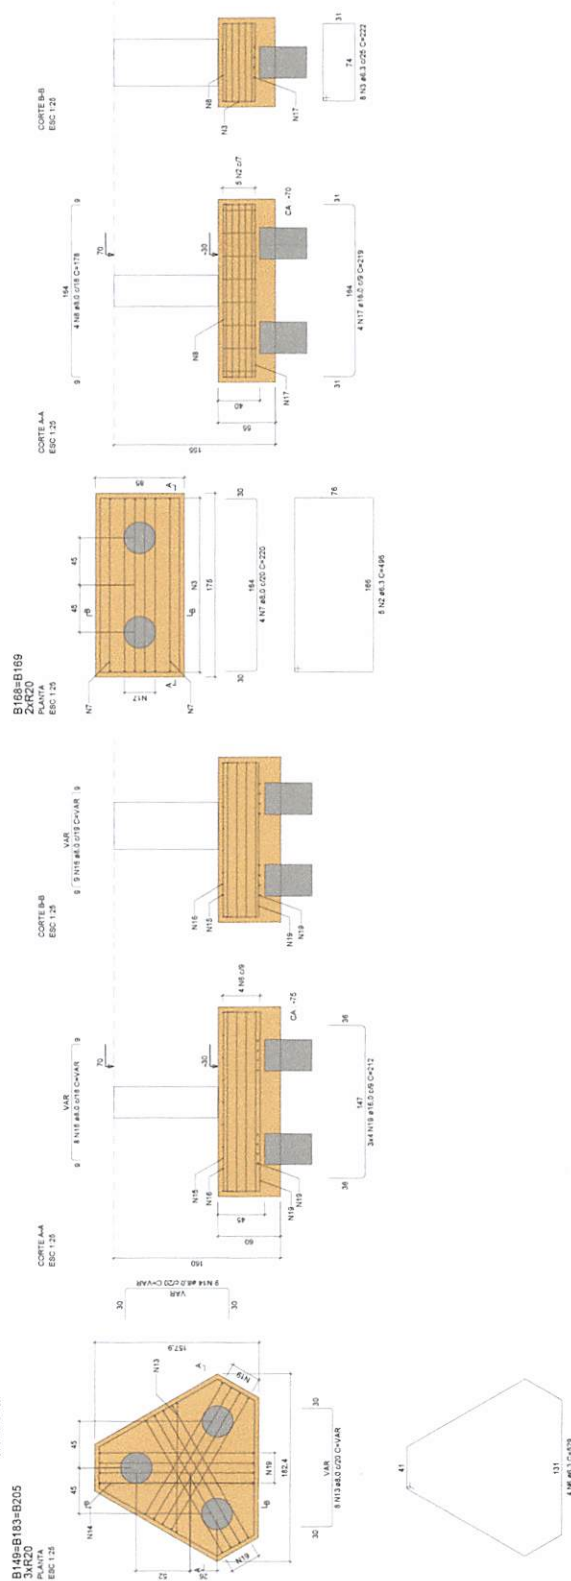 B149=B183=B205
3xR20
PLANTA
ESC 1:25
45
45
52
B
B
A
A
N14
N13
N19
N19
N19
157.9
182.4
30
VAR
30
9 N14 ø8.0 c/20 C=VAR
30
VAR
30
8 N13 ø8.0 c/20 C=VAR
41
131
CORTE A-A
ESC 1:25
VAR
9
9
8 N15 ø8.0 c/18 C=VAR
70
-30
N15
N16
N19
N19
160
60
45
4 N6 c/9
CA -75
36
147
36
3x4 N19 ø16.0 c/9 C=212
CORTE B-B
ESC 1:25
VAR
9
9
9 N16 ø8.0 c/19 C=VAR
N16
N15
N19
N19
B168=B169
2xR20
PLANTA
ESC 1:25
45
45
B
B
A
A
N7
N17
N7
N3
85
175
30
164
30
4 N7 ø8.0 c/20 C=220
166
76
5 N2 ø6.3 C=495
CORTE A-A
ESC 1:25
9
164
9
4 N8 ø8.0 c/18 C=178
70
-30
N8
N17
155
55
40
5 N2 c/7
CA -70
31
164
31
4 N17 ø16.0 c/9 C=219
CORTE B-B
ESC 1:25
N8
N3
N17
31
74
31
8 N3 ø6.3 c/25 C=222